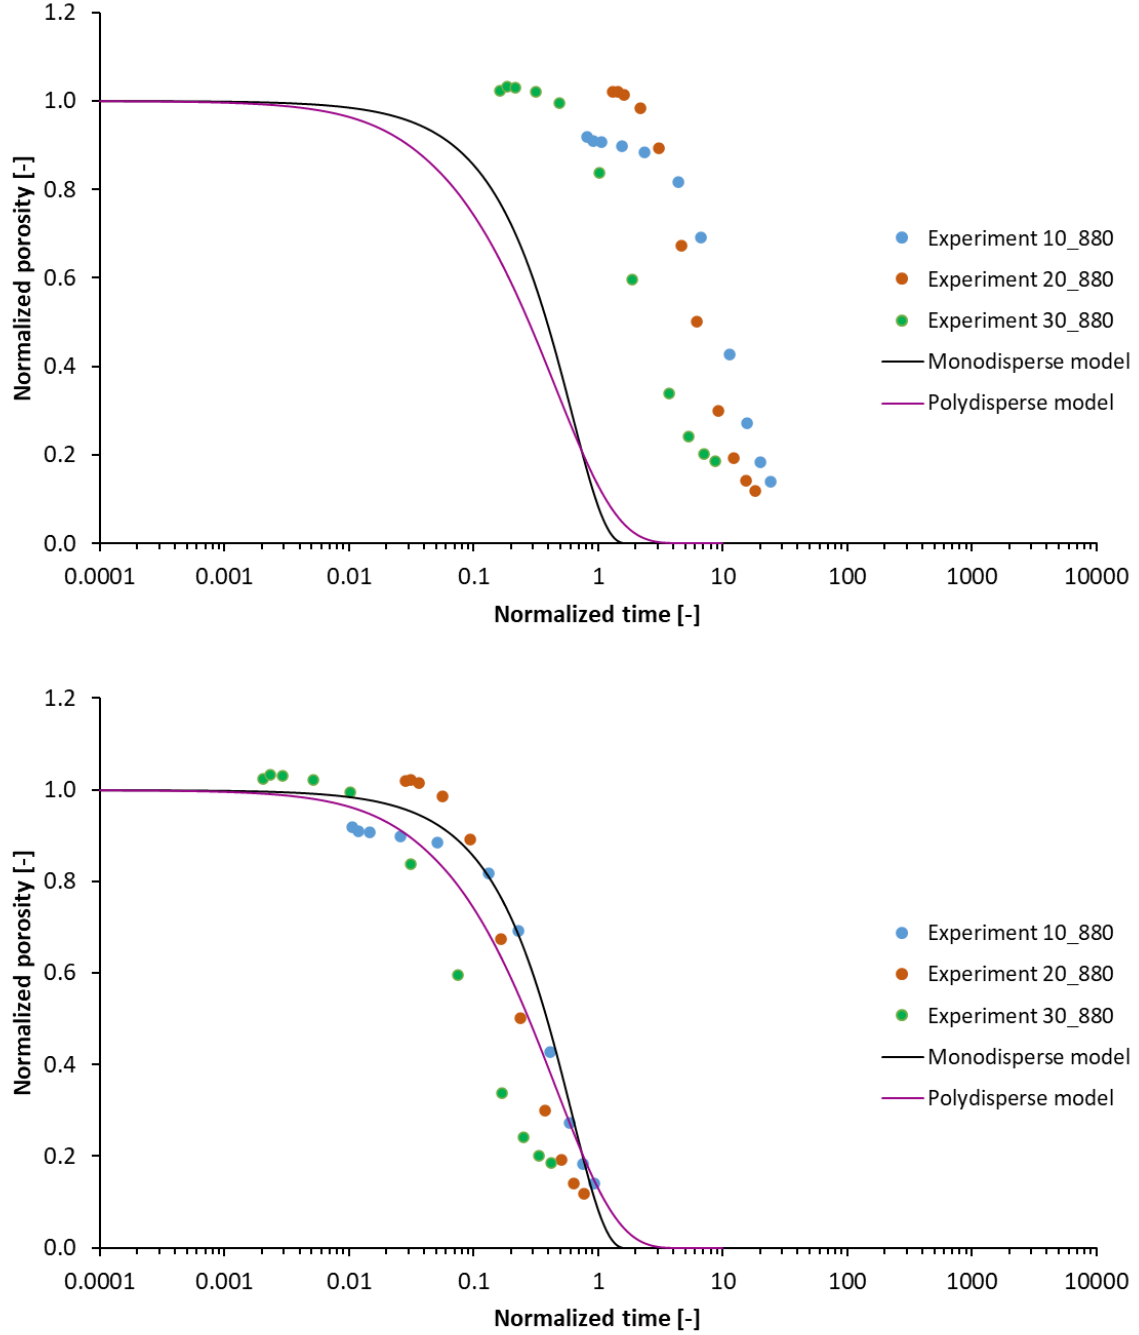 1.2
1.0
0.8
0.6
0.4
0.2
0.0
Normalized porosity [-]
Experiment 10_880
Experiment 20_880
Experiment 30_880
Monodisperse model
Polydisperse model
0.0001 0.001 0.01 0.1 1 10 100 1000 10000
Normalized time [-]
1.2
1.0
0.8
0.6
0.4
0.2
0.0
Normalized porosity [-]
Experiment 10_880
Experiment 20_880
Experiment 30_880
Monodisperse model
Polydisperse model
0.0001 0.001 0.01 0.1 1 10 100 1000 10000
Normalized time [-]